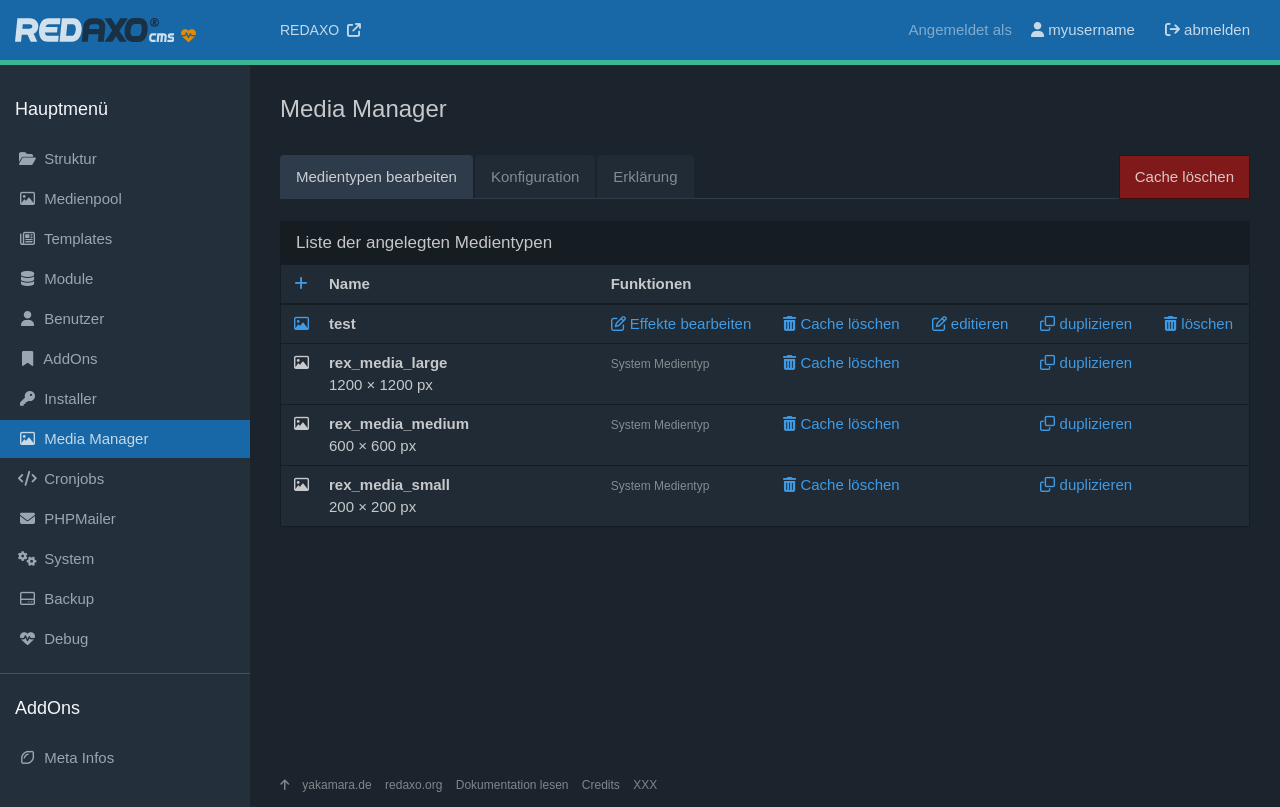 REDAXO® cms
REDAXO
Angemeldet als myusername abmelden
Hauptmenü
Struktur
Medienpool
Templates
Module
Benutzer
AddOns
Installer
Media Manager
Cronjobs
PHPMailer
System
Backup
Debug
AddOns
Meta Infos
Media Manager
Medientypen bearbeiten Konfiguration Erklärung Cache löschen
Liste der angelegten Medientypen
Name Funktionen
test Effekte bearbeiten Cache löschen editieren duplizieren löschen
rex_media_large System Medientyp Cache löschen duplizieren
1200 × 1200 px
rex_media_medium System Medientyp Cache löschen duplizieren
600 × 600 px
rex_media_small System Medientyp Cache löschen duplizieren
200 × 200 px
yakamara.de redaxo.org Dokumentation lesen Credits XXX